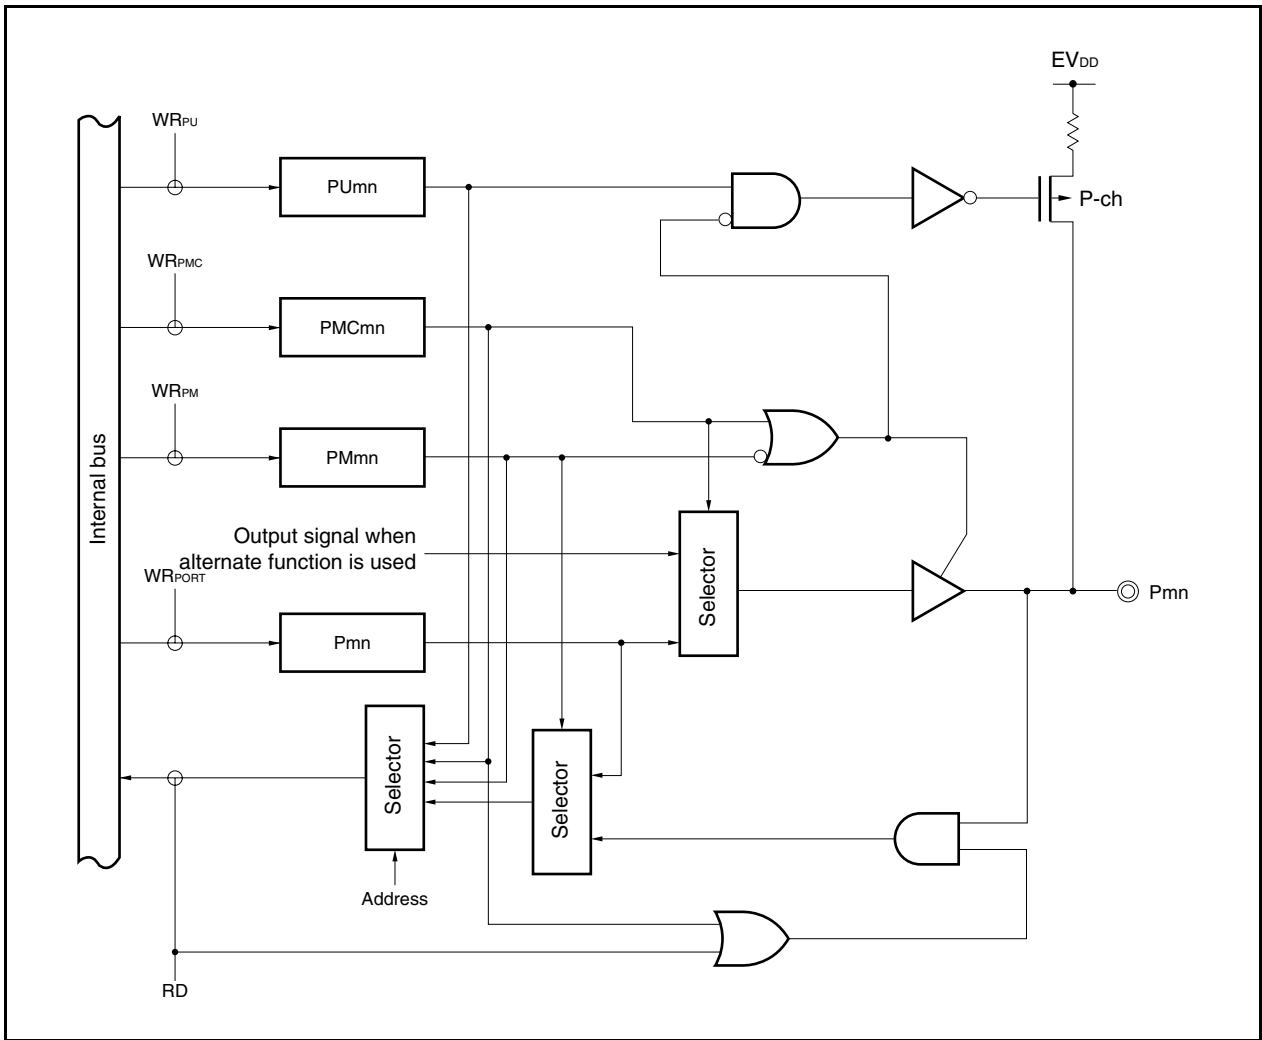 EVDD
WRPU
PUmn
P-ch
WRPMC
PMCmn
WRPM
PMmn
Internal bus
Output signal when
alternate function is used
WRPORT
Selector
Pmn
Pmn
Selector
Selector
Address
RD